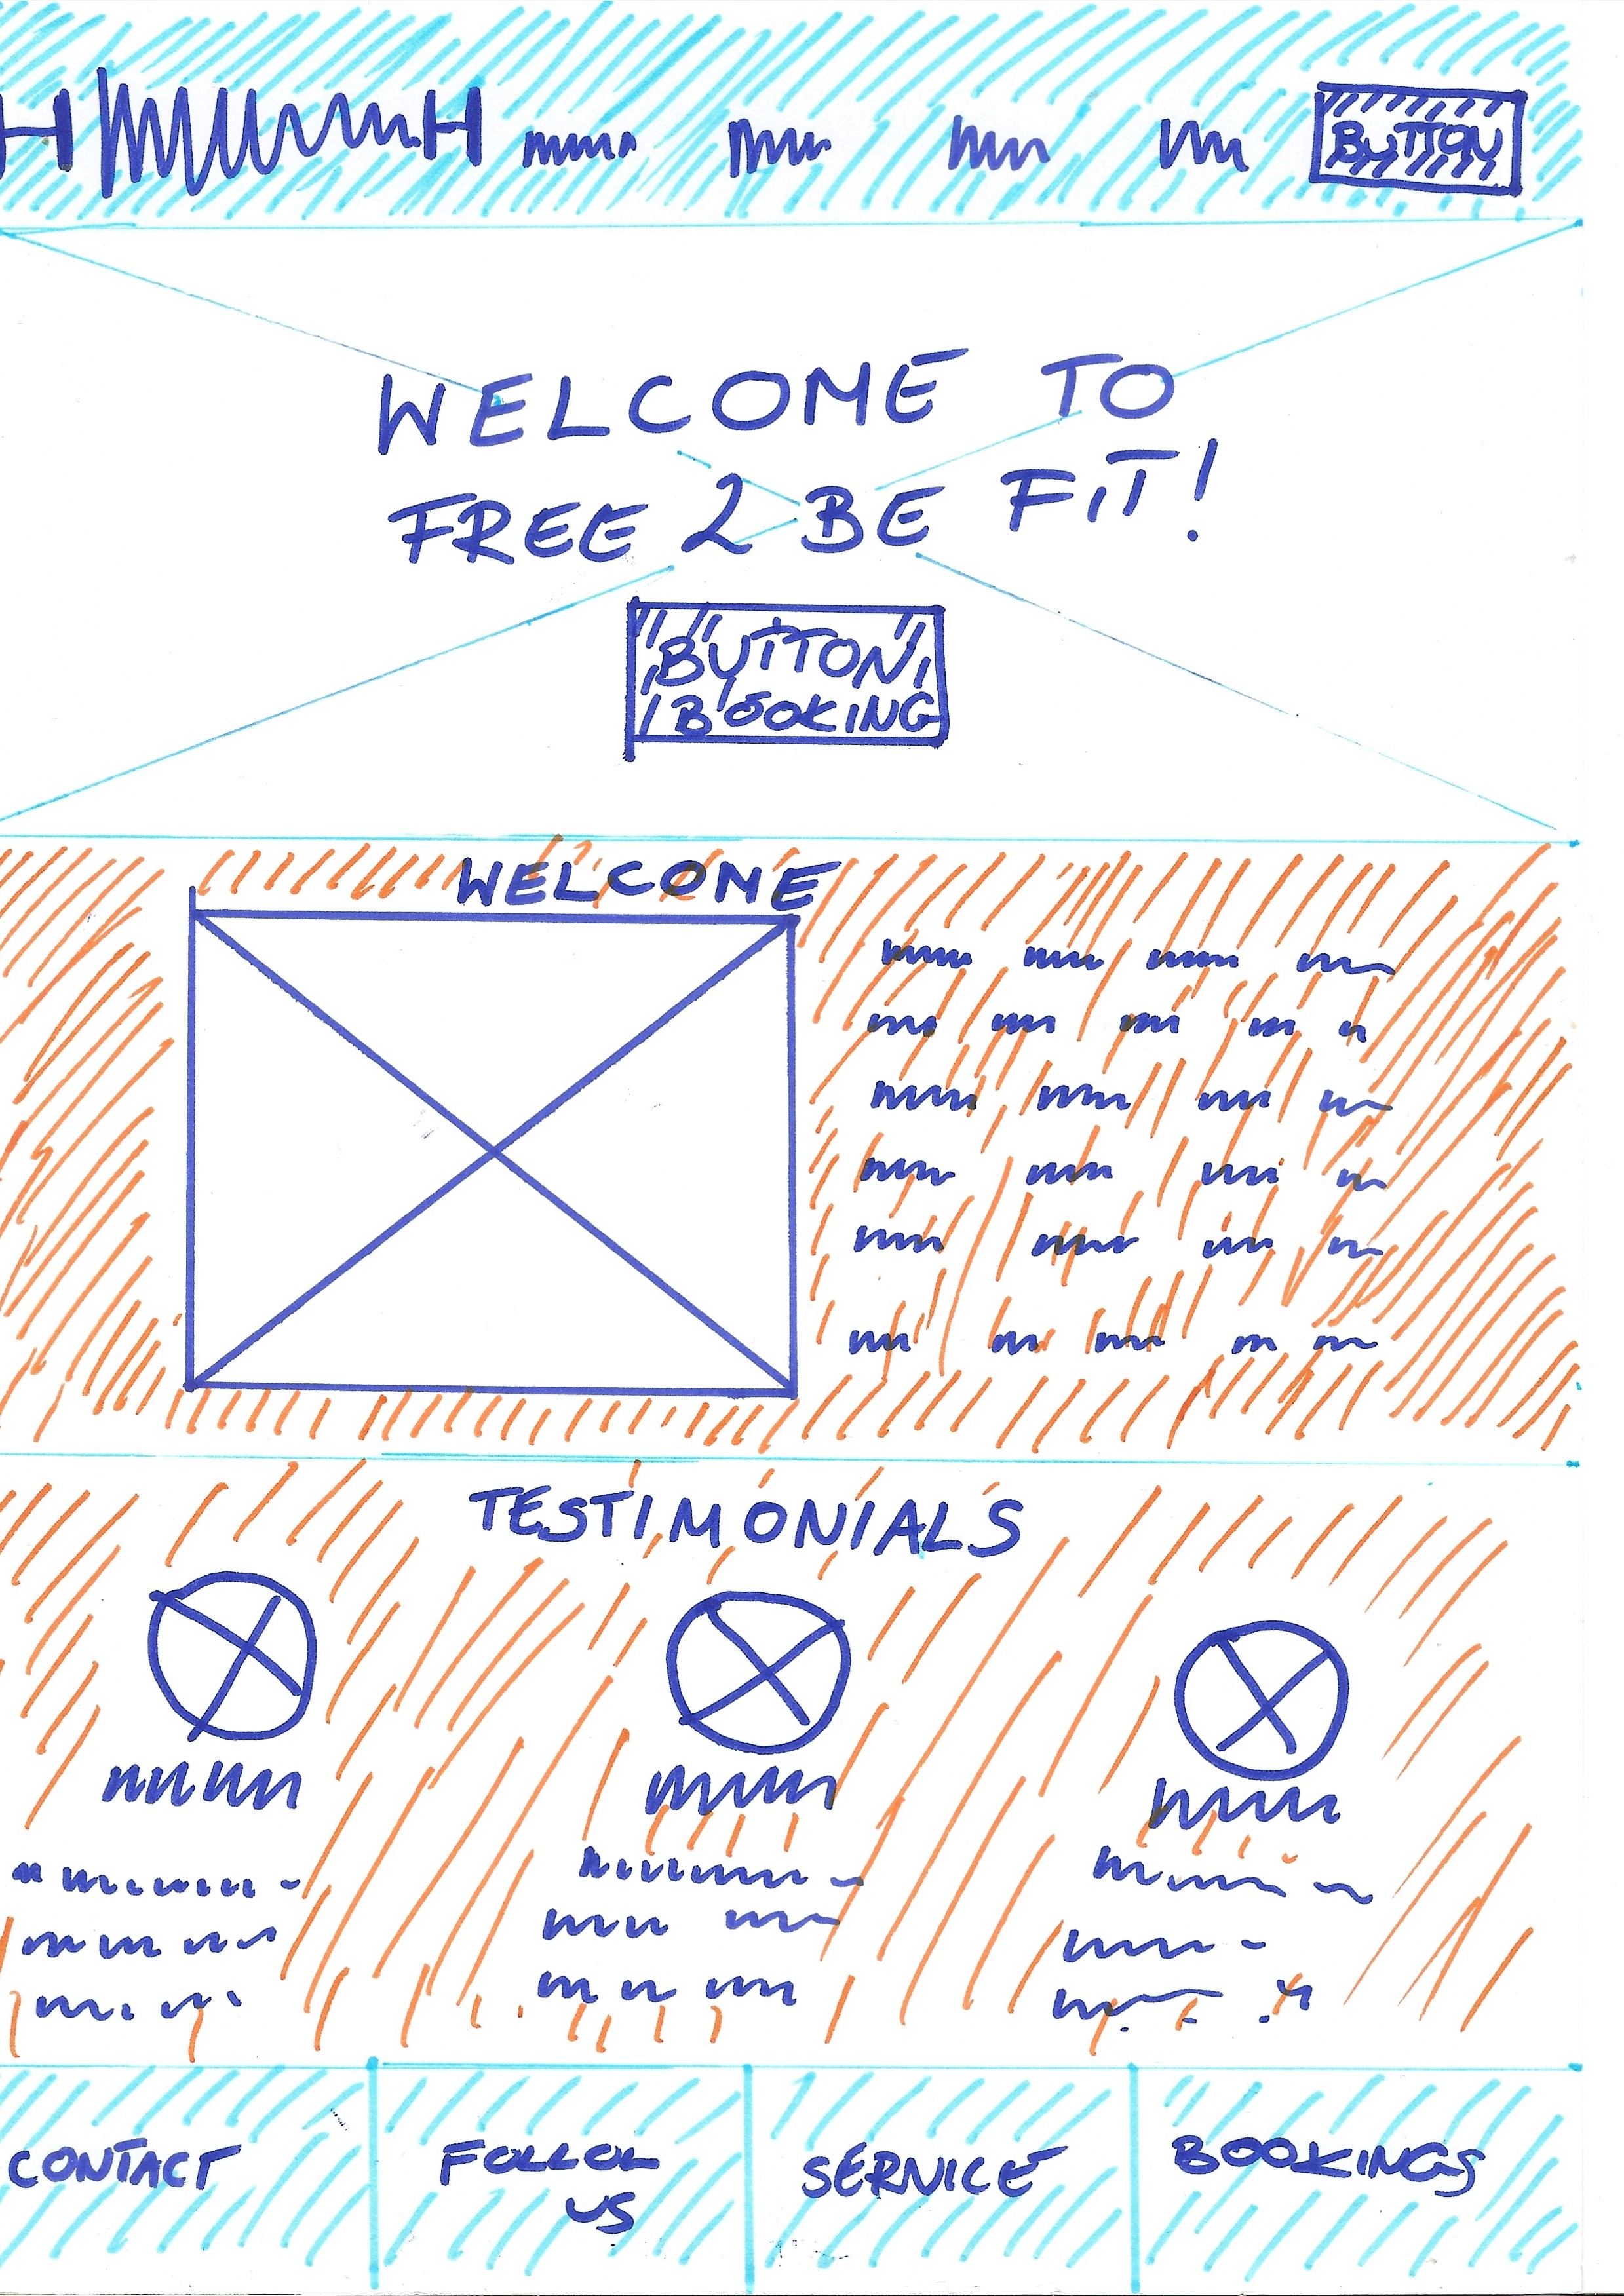 BUTTON
WELCOME TO
FREE 2 BE FIT!
BUTTON
BOOKING
WELCOME
TESTIMONIALS
CONTACT
FOLLOW
US
SERVICE
BOOKINGS